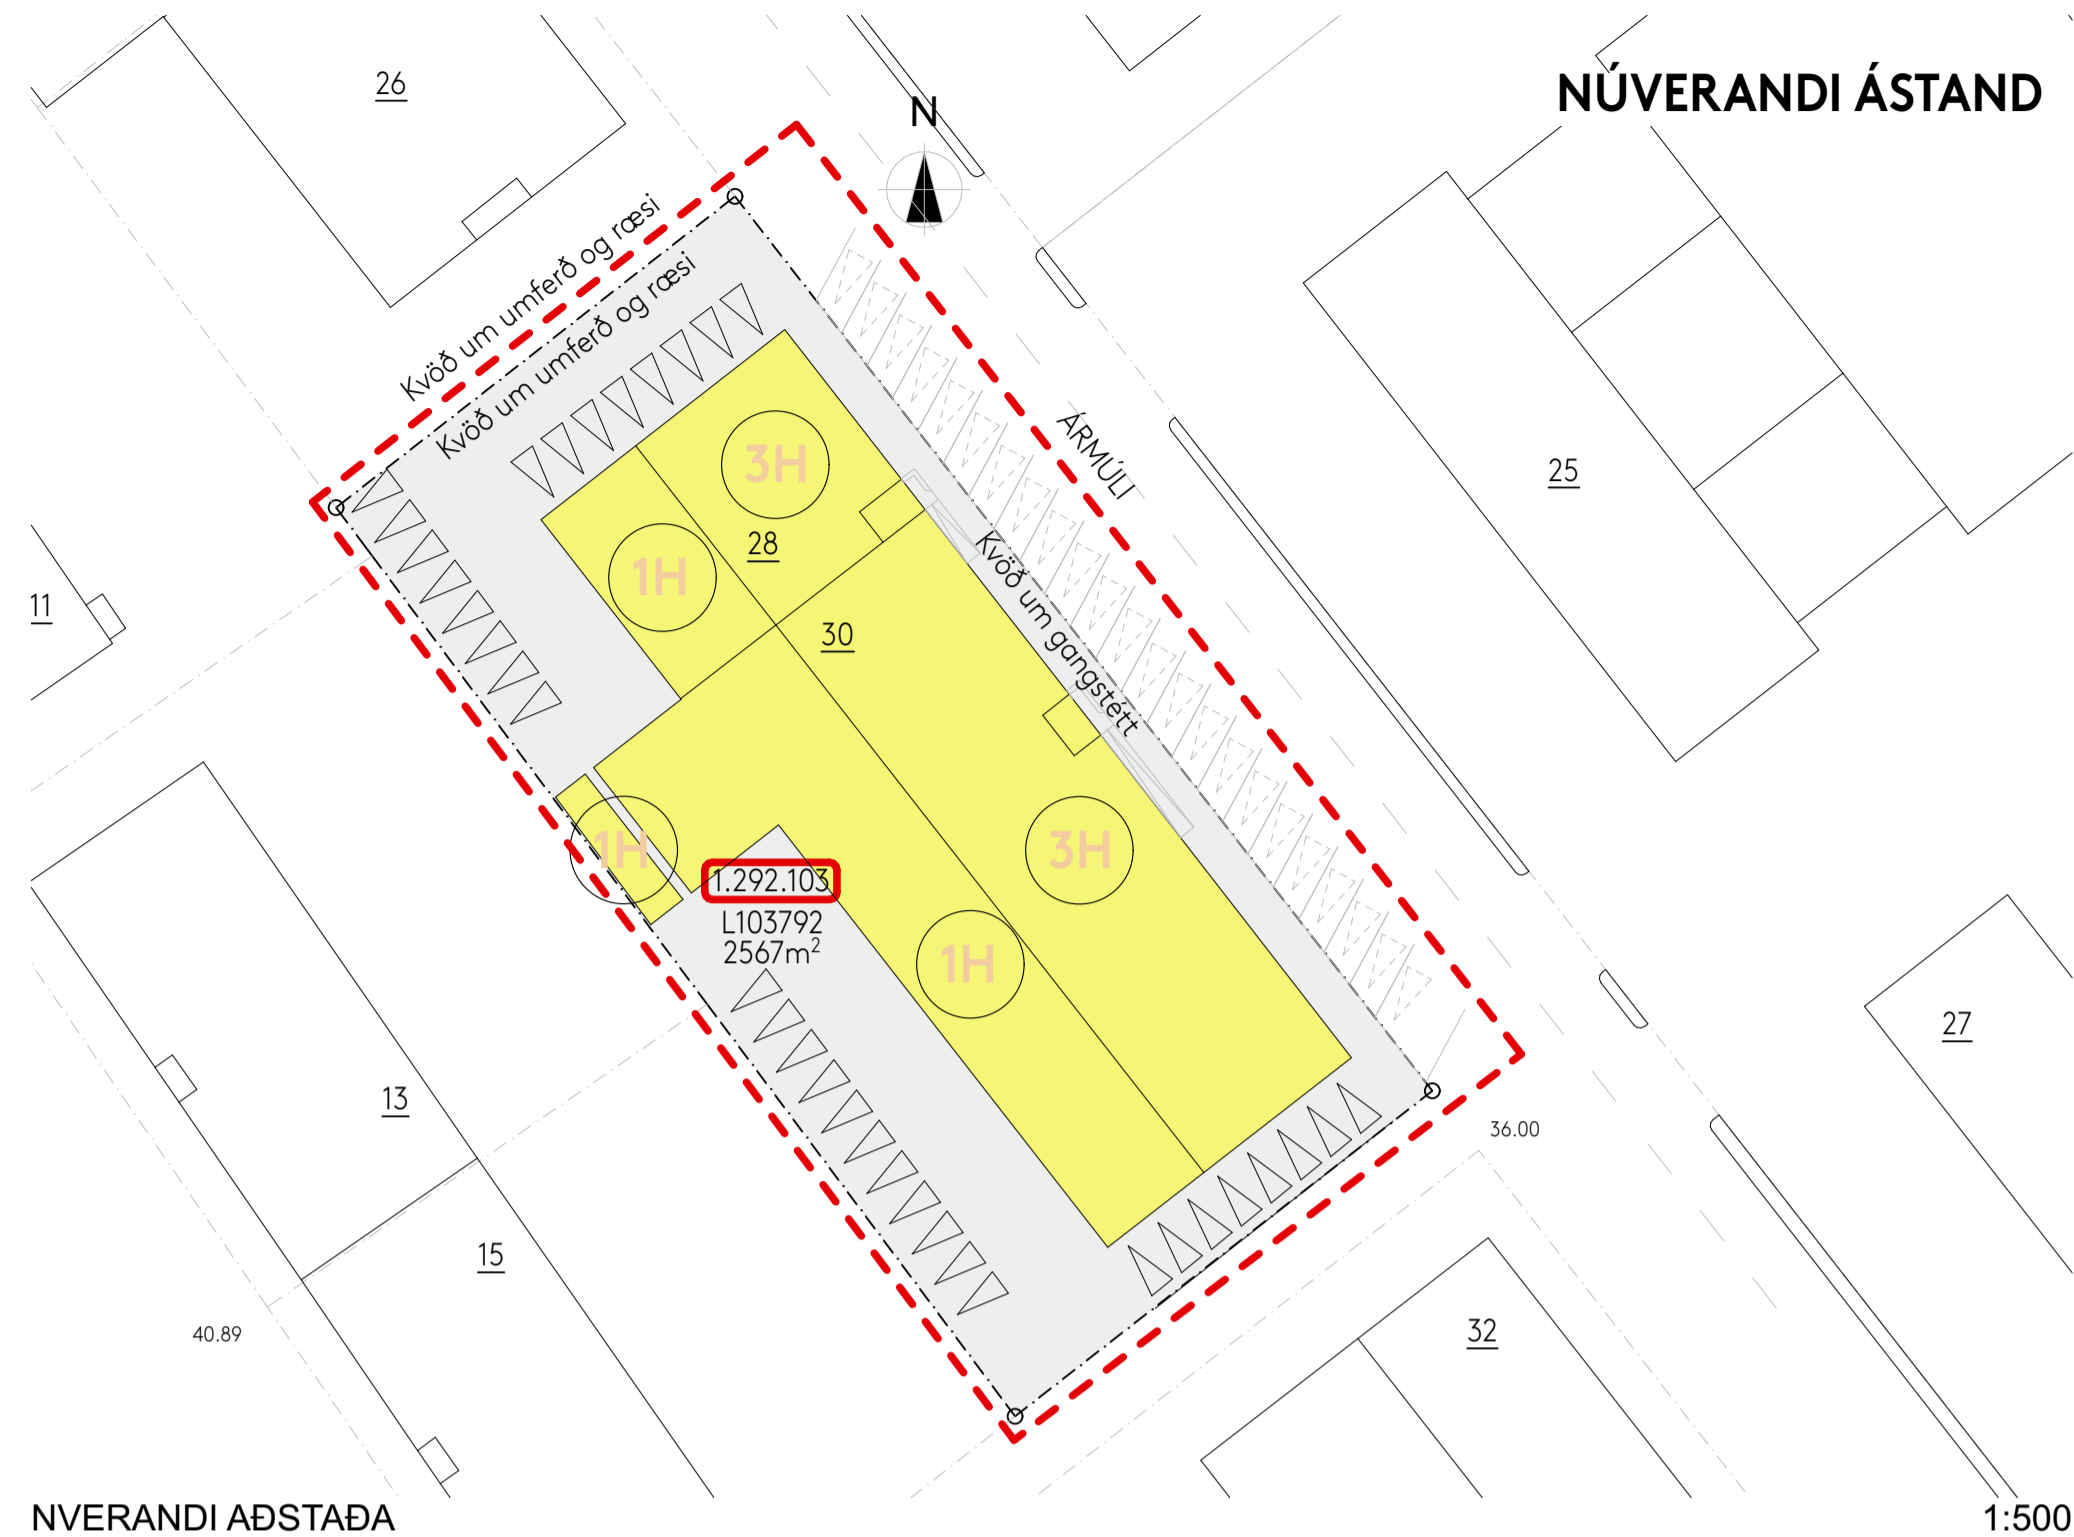 NÚVERANDI ÁSTAND
26
N
Kvöð um umferð og ræsi
Kvöð um umferð og ræsi
ÁRMÚLI
25
3H
28
1H
11
30
Kvöð um gangstétt
1H
3H
1.292.103
L103792
2567m²
1H
27
13
36.00
15
32
40.89
NVERANDI AÐSTAÐA
1:500